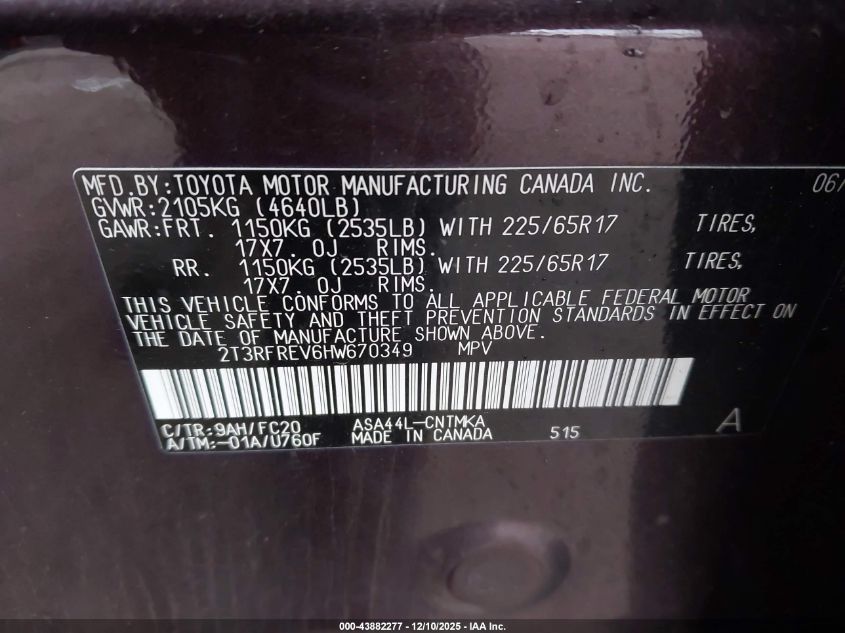 MFD.BY:TOYOTA MOTOR MANUFACTURING CANADA INC. 06/
GVWR:2105KG (4640LB)
GAWR:FRT. 1150KG (2535LB) WITH 225/65R17 TIRES,
17X7. 0J RIMS.
RR. 1150KG (2535LB) WITH 225/65R17 TIRES,
17X7. 0J RIMS.
THIS VEHICLE CONFORMS TO ALL APPLICABLE FEDERAL MOTOR
VEHICLE SAFETY AND THEFT PREVENTION STANDARDS IN EFFECT ON
THE DATE OF MANUFACTURE SHOWN ABOVE.
2T3RFREV6HW670349 MPV
C/TR:9AH/FC20 ASA44L-CNTMKA
A/TM:-01A/U760F MADE IN CANADA 515 A
000-43882277 - 12/10/2025 - IAA Inc.